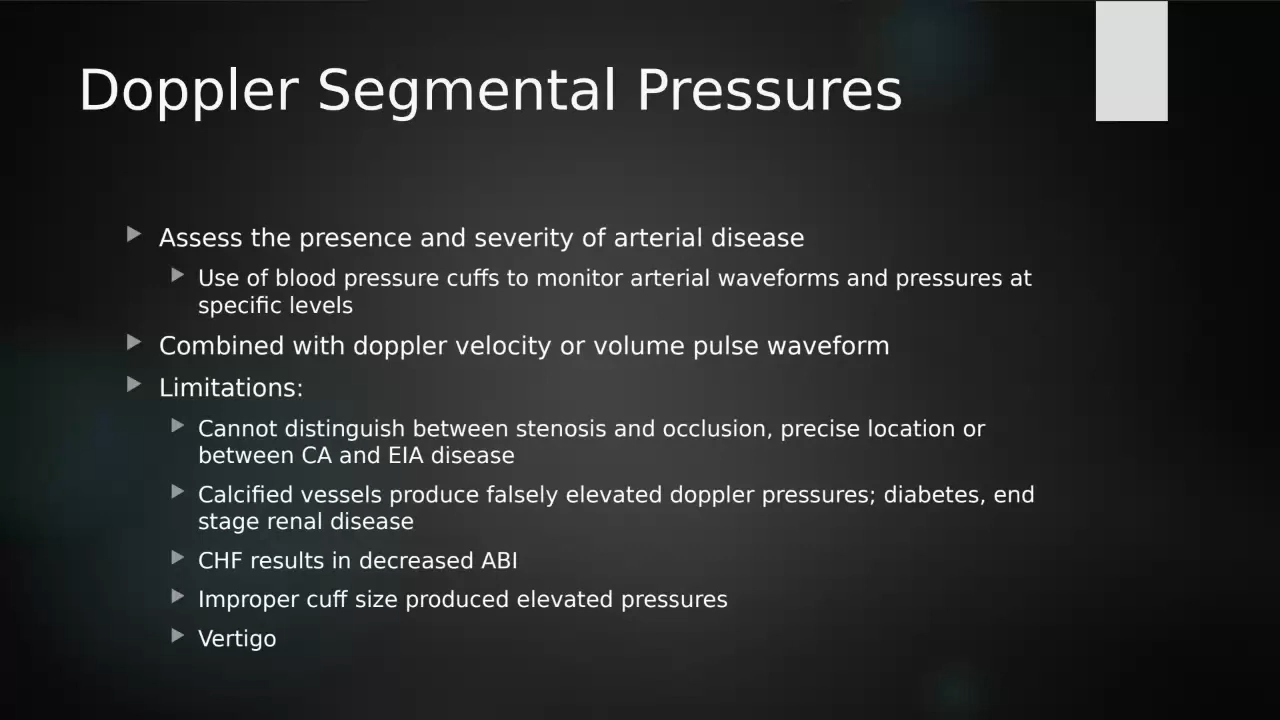 Doppler Segmental Pressures
Assess the presence and severity of arterial disease
Use of blood pressure cuffs to monitor arterial waveforms and pressures at
specific levels
Combined with doppler velocity or volume pulse waveform
Limitations:
Cannot distinguish between stenosis and occlusion, precise location or
between CA and EIA disease
Calcified vessels produce falsely elevated doppler pressures; diabetes, end
stage renal disease
CHF results in decreased ABI
Improper cuff size produced elevated pressures
Vertigo